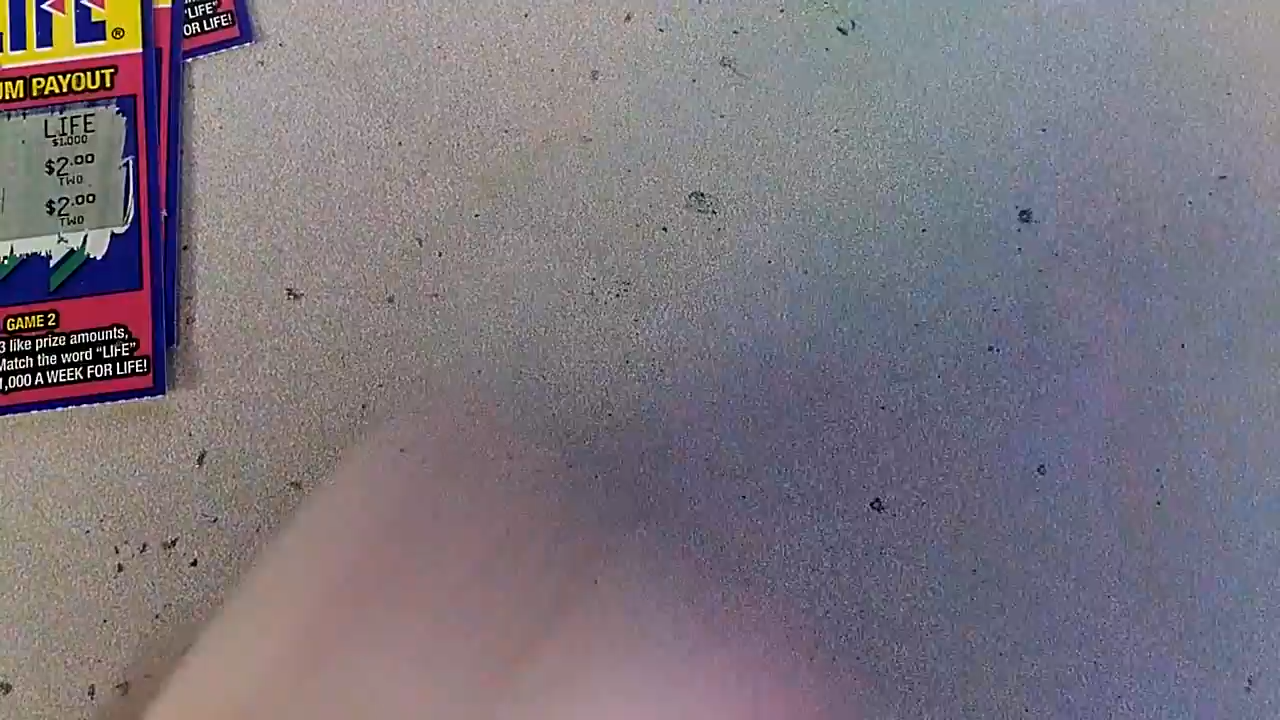 "LIFE"
OR LIFE!
LIFE®
UM PAYOUT
LIFE
$1,000
$2.00
TWO
$2.00
TWO
GAME 2
3 like prize amounts,
Match the word "LIFE"
1,000 A WEEK FOR LIFE!